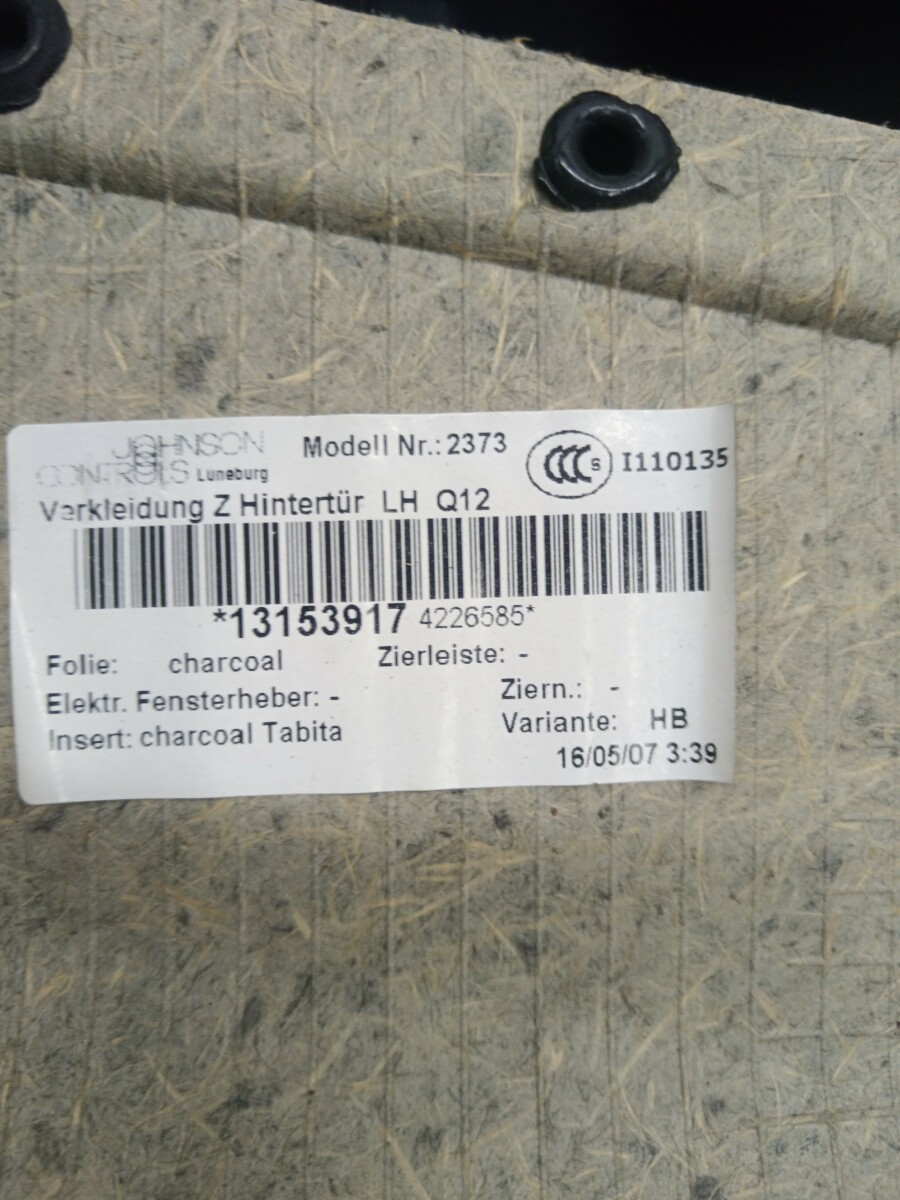 JOHNSON
CONTROLS Luneburg
Modell Nr.: 2373
CCC S I110135
Verkleidung Z Hintertür LH Q12
*13153917 4226585*
Folie: charcoal Zierleiste: -
Elektr. Fensterheber: - Ziern.: -
Insert: charcoal Tabita Variante: HB
16/05/07 3:39